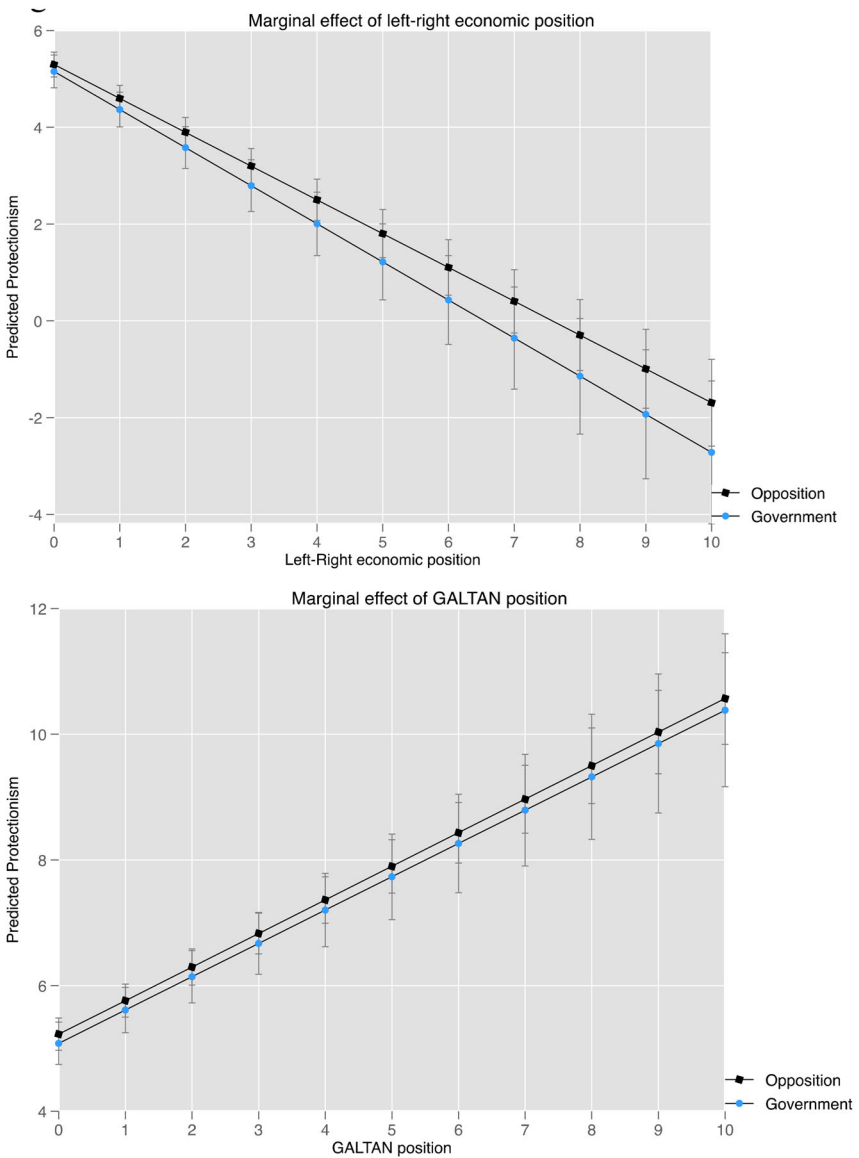 Marginal effect of left-right economic position
6
4
2
0
-2
-4
Predicted Protectionism
0 1 2 3 4 5 6 7 8 9 10
Left-Right economic position
Opposition
Government
Marginal effect of GALTAN position
12
10
8
6
4
Predicted Protectionism
0 1 2 3 4 5 6 7 8 9 10
GALTAN position
Opposition
Government